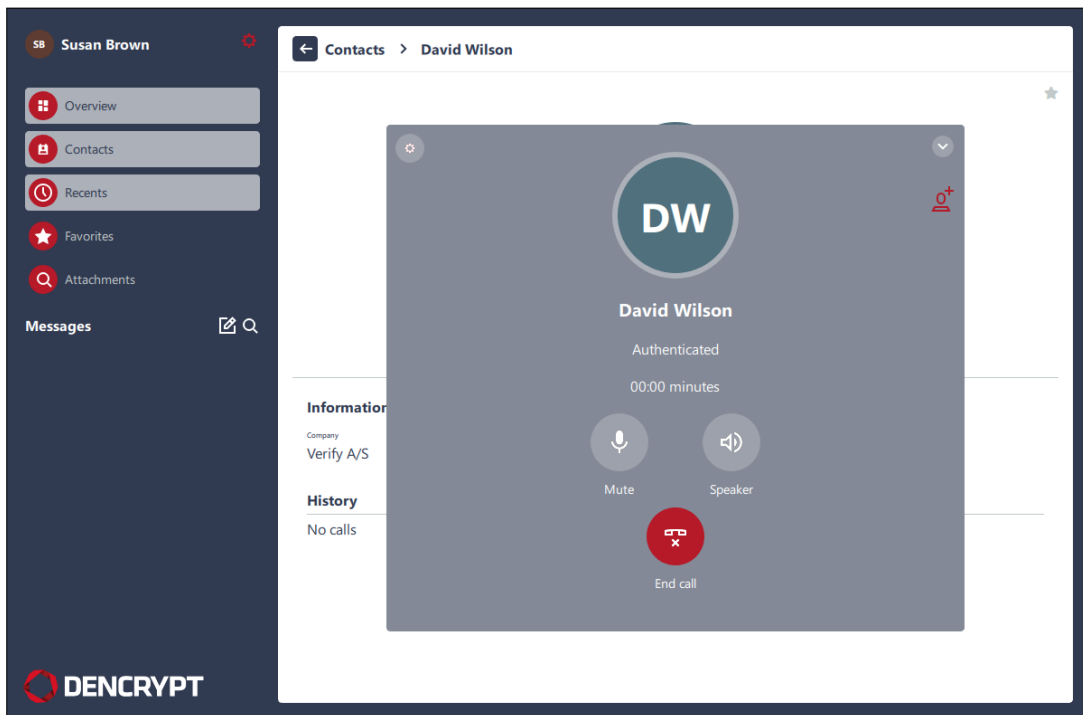 SB Susan Brown
Overview
Contacts
Recents
Favorites
Attachments
Messages
DENCRYPT
Contacts > David Wilson
DW
David Wilson
Authenticated
00:00 minutes
Mute Speaker
End call
Information
Company
Verify A/S
History
No calls